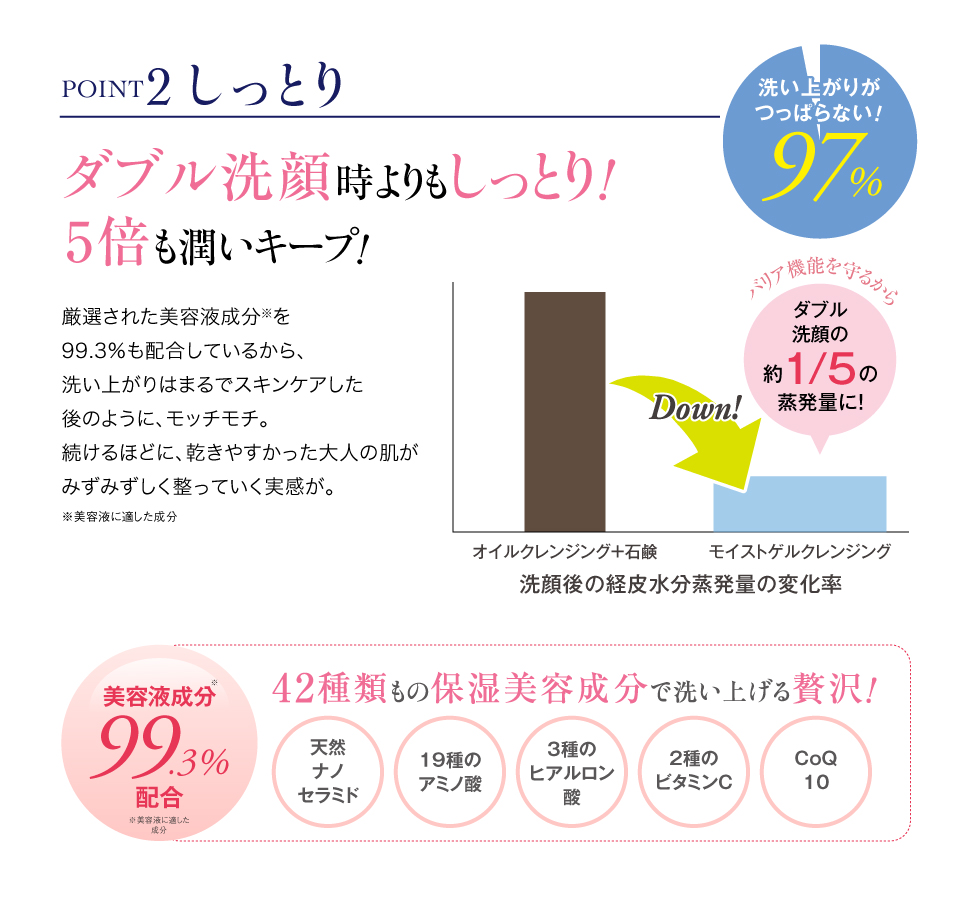 POINT2 しっとり
洗い上がりが
つっぱらない!
97%
ダブル洗顔時よりもしっとり!
5倍も潤いキープ!
厳選された美容液成分※を
99.3%も配合しているから、
洗い上がりはまるでスキンケアした
後のように、モッチモチ。
続けるほどに、乾きやすかった大人の肌が
みずみずしく整っていく実感が。
※美容液に適した成分
バリア機能を守るから
ダブル
洗顔の
約1/5の
蒸発量に!
Down!
オイルクレンジング+石鹸
モイストゲルクレンジング
洗顔後の経皮水分蒸発量の変化率
美容液成分※
99.3%
配合
※美容液に適した
成分
42種類もの保湿美容成分で洗い上げる贅沢!
天然
ナノ
セラミド
19種の
アミノ酸
3種の
ヒアルロン
酸
2種の
ビタミンC
CoQ
10